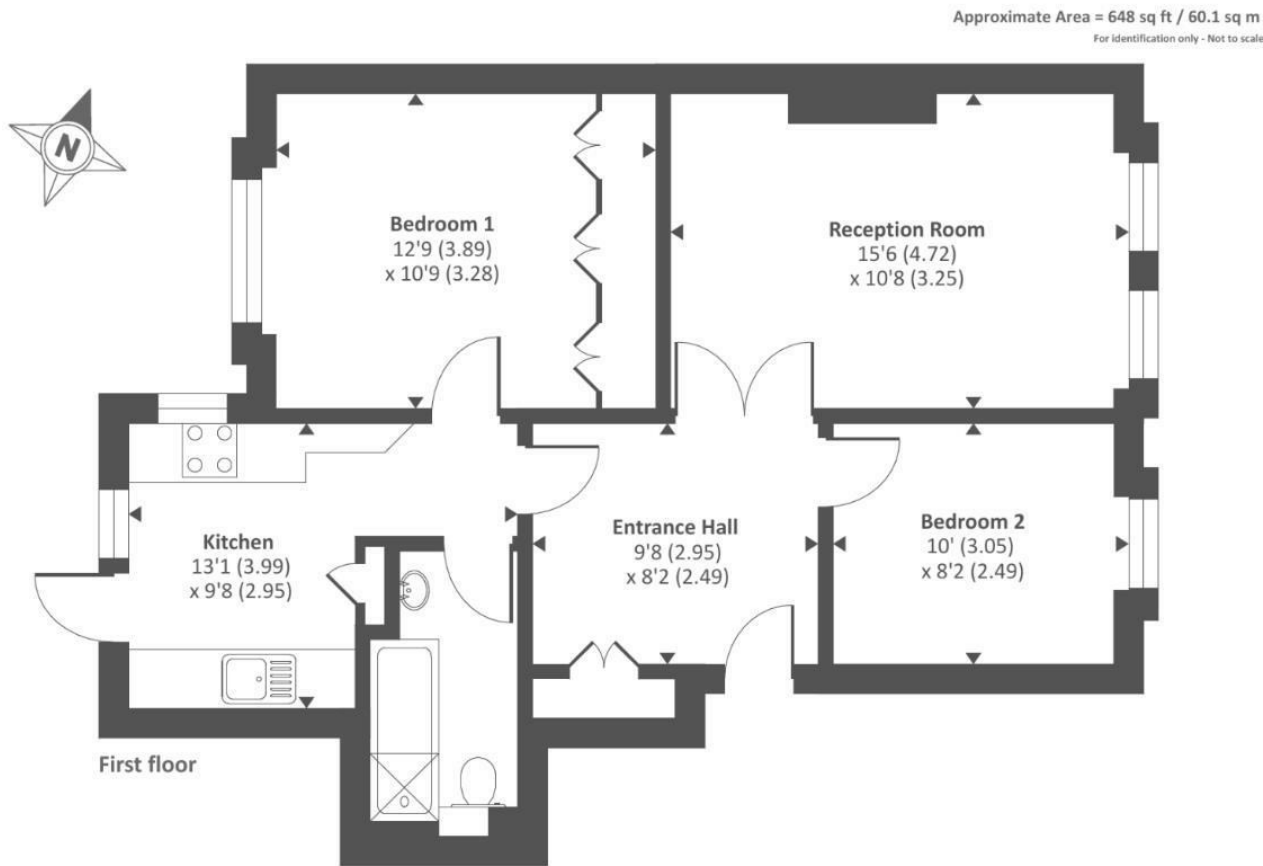 Approximate Area = 648 sq ft / 60.1 sq m
For identification only - Not to scale
N
Bedroom 1
12'9 (3.89)
x 10'9 (3.28)
Reception Room
15'6 (4.72)
x 10'8 (3.25)
Kitchen
13'1 (3.99)
x 9'8 (2.95)
Entrance Hall
9'8 (2.95)
x 8'2 (2.49)
Bedroom 2
10' (3.05)
x 8'2 (2.49)
First floor